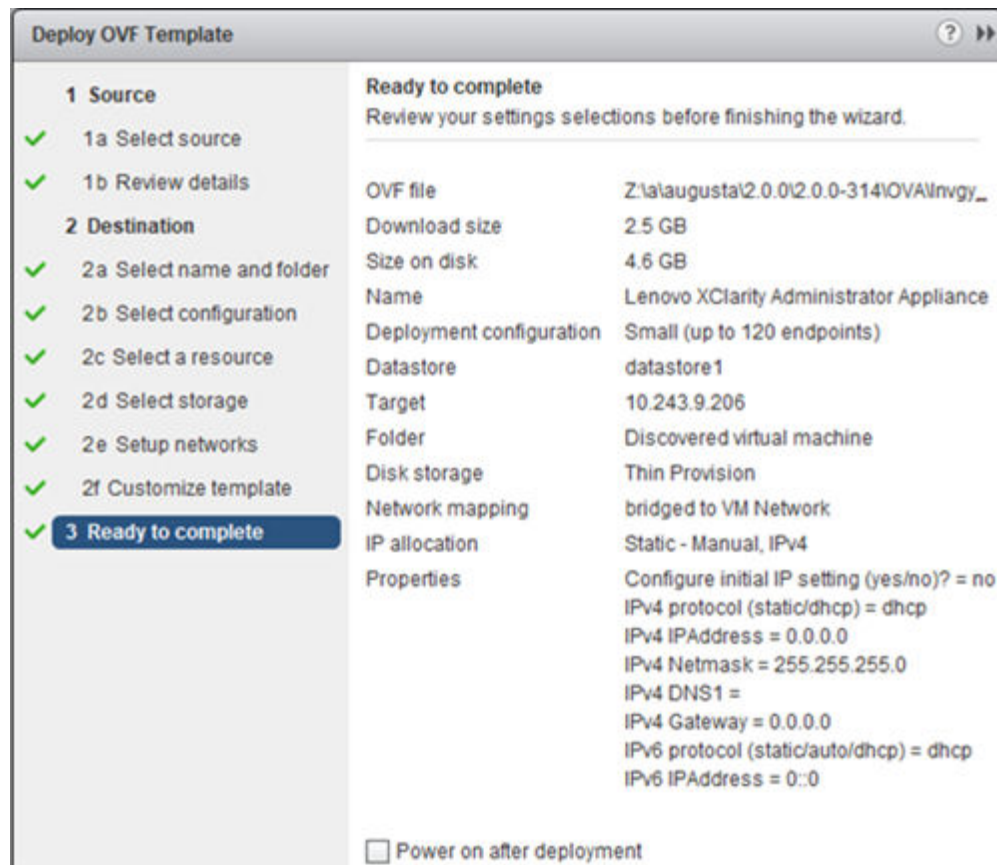 Deploy OVF Template
1 Source
1a Select source
1b Review details
2 Destination
2a Select name and folder
2b Select configuration
2c Select a resource
2d Select storage
2e Setup networks
2f Customize template
3 Ready to complete
Ready to complete
Review your settings selections before finishing the wizard.
OVF file Z:\a\augusta\2.0.0\2.0.0-314\OVA\lnvgy_
Download size 2.5 GB
Size on disk 4.6 GB
Name Lenovo XClarity Administrator Appliance
Deployment configuration Small (up to 120 endpoints)
Datastore datastore1
Target 10.243.9.206
Folder Discovered virtual machine
Disk storage Thin Provision
Network mapping bridged to VM Network
IP allocation Static - Manual, IPv4
Properties Configure initial IP setting (yes/no)? = no
IPv4 protocol (static/dhcp) = dhcp
IPv4 IPAddress = 0.0.0.0
IPv4 Netmask = 255.255.255.0
IPv4 DNS1 =
IPv4 Gateway = 0.0.0.0
IPv6 protocol (static/auto/dhcp) = dhcp
IPv6 IPAddress = 0::0
Power on after deployment